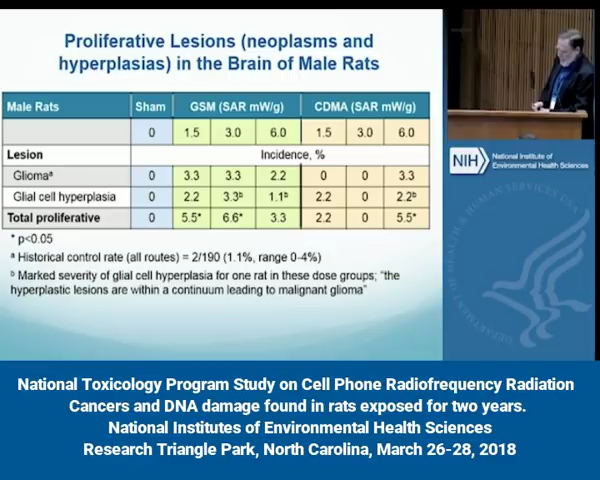 Proliferative Lesions (neoplasms and
hyperplasias) in the Brain of Male Rats
Male Rats Sham GSM (SAR mW/g) CDMA (SAR mW/g)
0 1.5 3.0 6.0 1.5 3.0 6.0
Lesion Incidence, %
Gliomaᵃ 0 3.3 3.3 2.2 0 0 3.3
Glial cell hyperplasia 0 2.2 3.3ᵇ 1.1ᵇ 2.2 0 2.2ᵇ
Total proliferative 0 5.5* 6.6* 3.3 2.2 0 5.5*
* p<0.05
ᵃ Historical control rate (all routes) = 2/190 (1.1%, range 0-4%)
ᵇ Marked severity of glial cell hyperplasia for one rat in these dose groups; "the
hyperplastic lesions are within a continuum leading to malignant glioma"
NIH National Institute of
Environmental Health Sciences
DEPARTMENT OF HEALTH & HUMAN SERVICES USA
National Toxicology Program Study on Cell Phone Radiofrequency Radiation
Cancers and DNA damage found in rats exposed for two years.
National Institutes of Environmental Health Sciences
Research Triangle Park, North Carolina, March 26-28, 2018